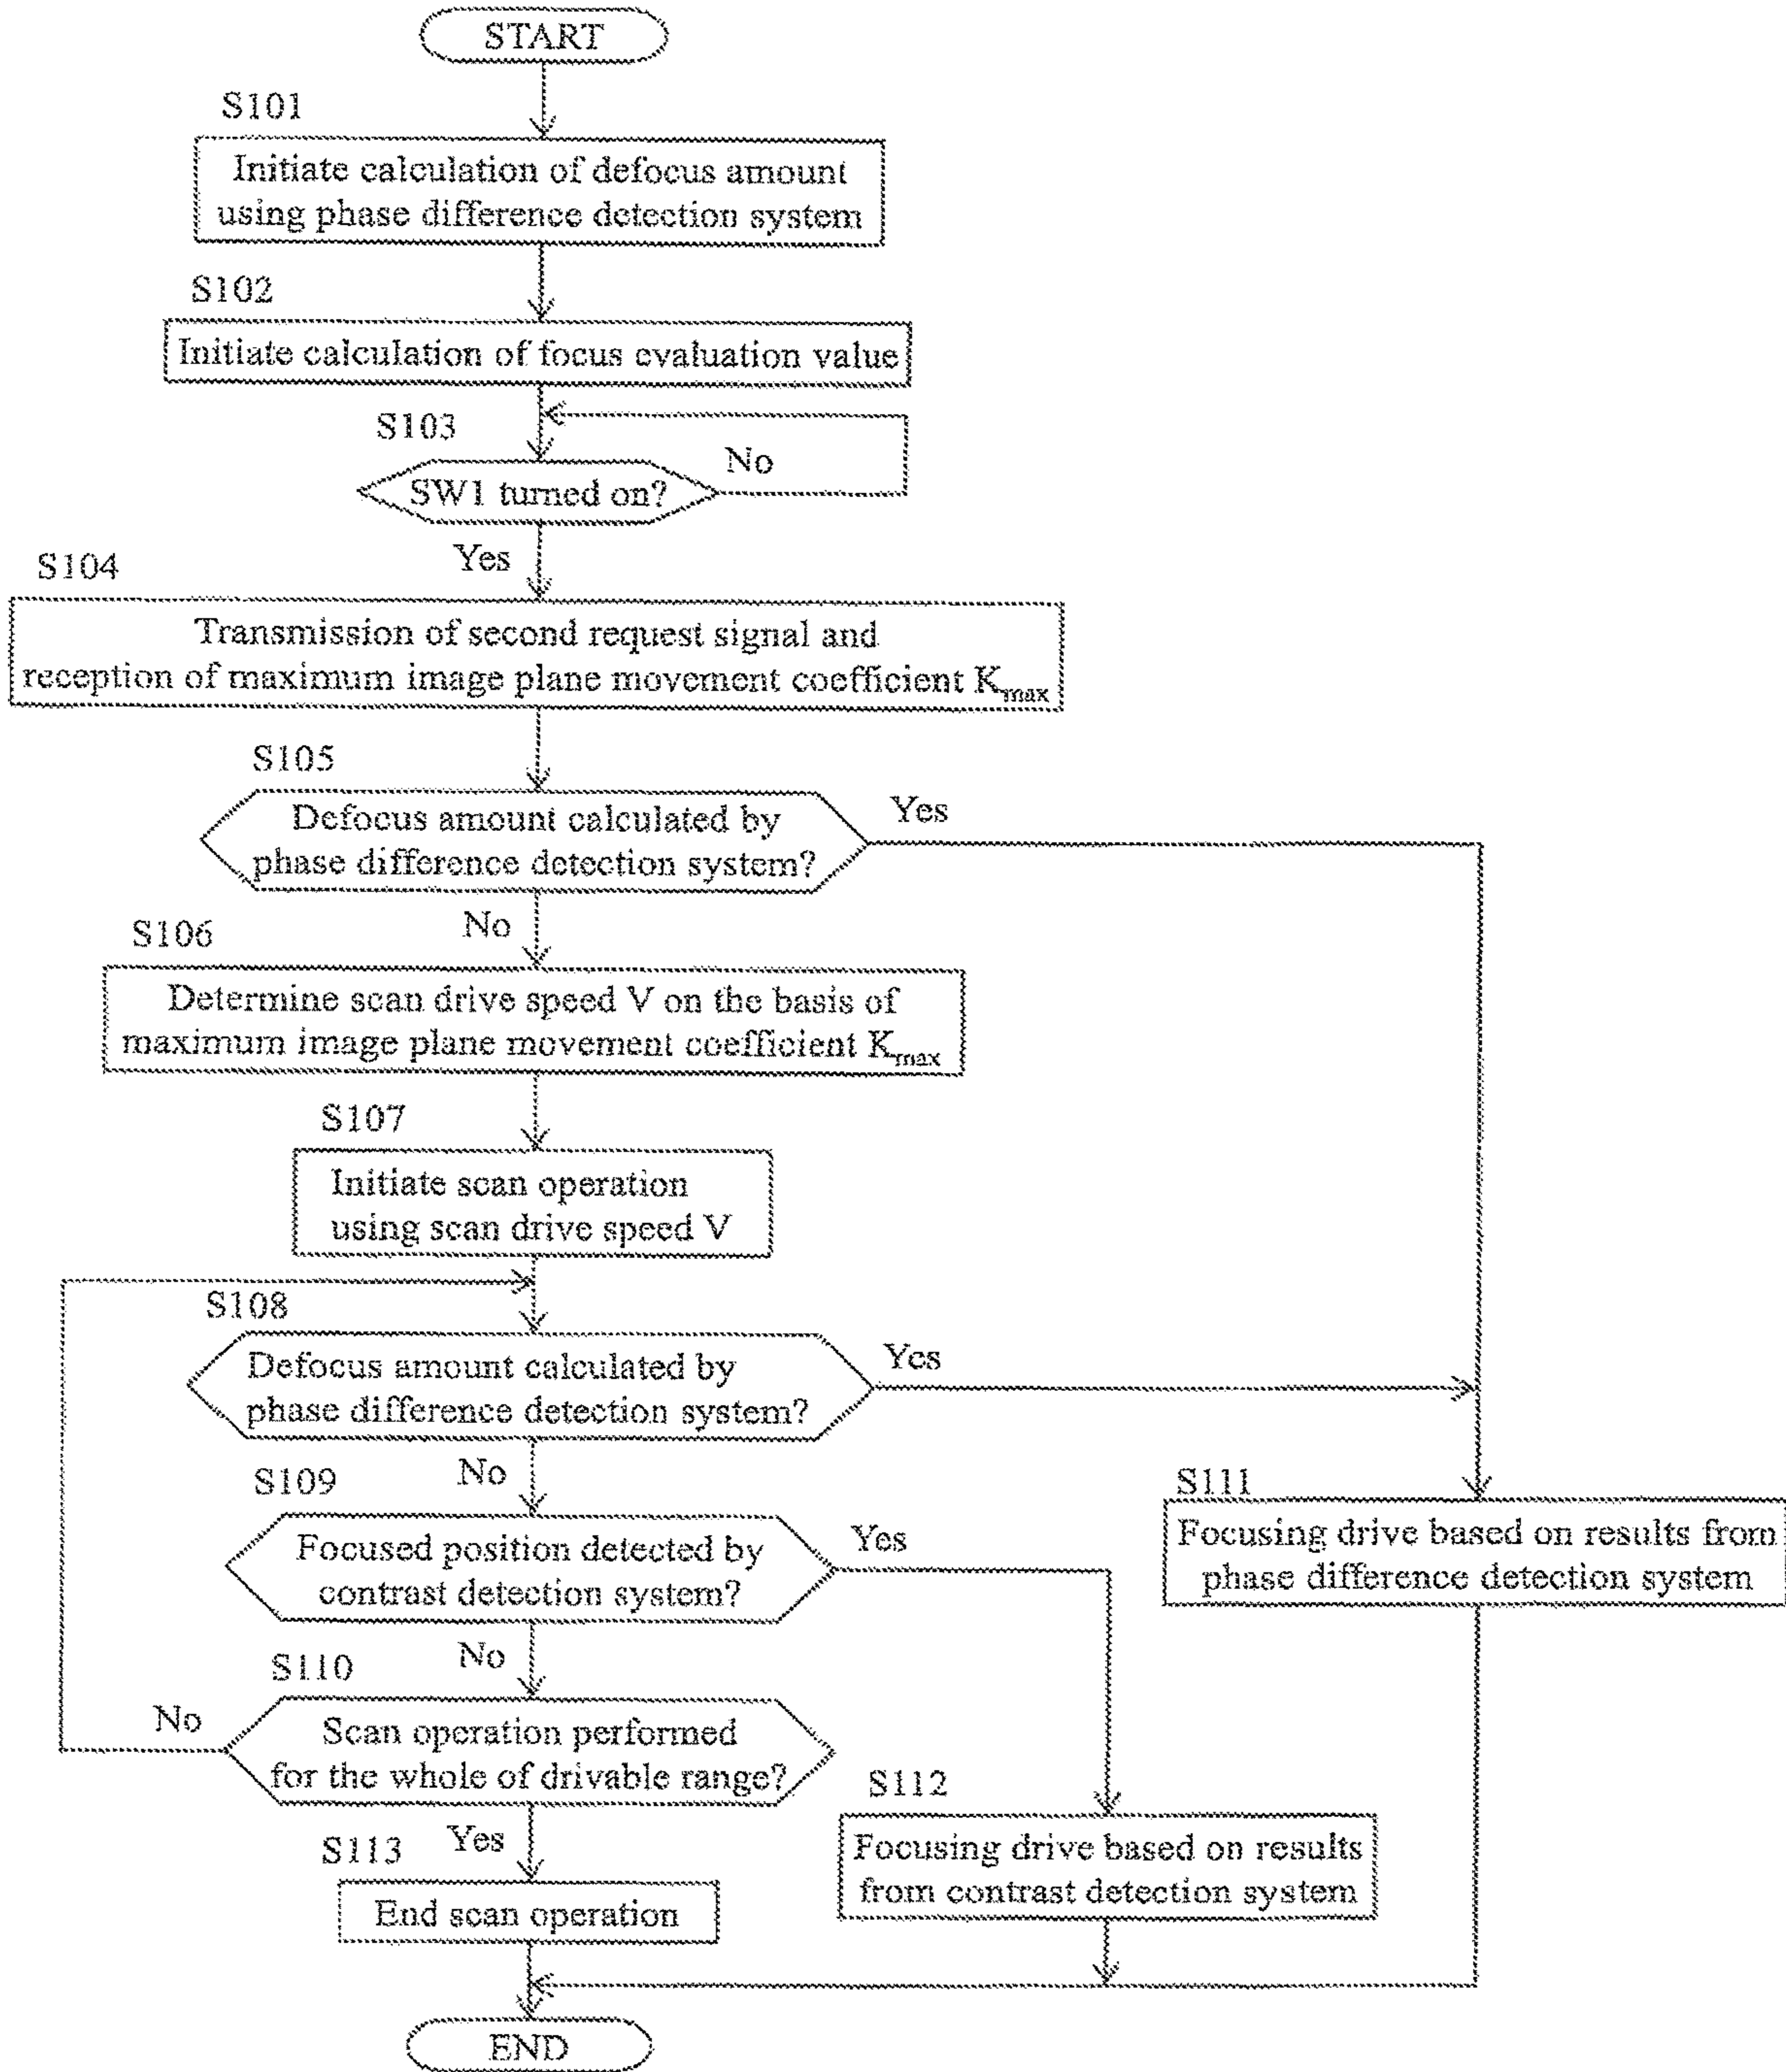 START
S101
Initiate calculation of defocus amount
using phase difference detection system
S102
Initiate calculation of focus evaluation value
S103
No
SW1 turned on?
Yes
S104
Transmission of second request signal and
reception of maximum image plane movement coefficient Kmax
S105
Defocus amount calculated by
phase difference detection system?
Yes
No
S106
Determine scan drive speed V on the basis of
maximum image plane movement coefficient Kmax
S107
Initiate scan operation
using scan drive speed V
S108
Defocus amount calculated by
phase difference detection system?
Yes
No
S109
Focused position detected by
contrast detection system?
Yes
S111
Focusing drive based on results from
phase difference detection system
No
S110
No
Scan operation performed
for the whole of drivable range?
S112
Focusing drive based on results
from contrast detection system
Yes
S113
End scan operation
END